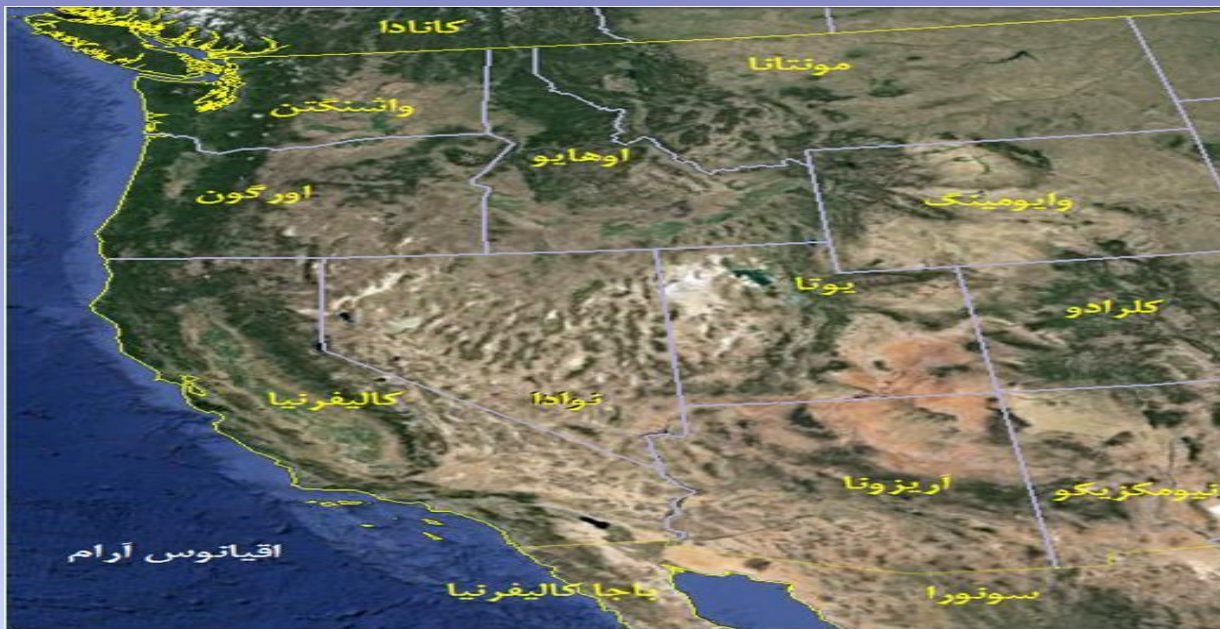 کانادا
مونتانا
واشنگتن
اوهایو
اورگون
وایومینگ
یوتا
کلرادو
کالیفرنیا
نوادا
آریزونا
نیومکزیکو
اقیانوس آرام
باجا کالیفرنیا
سونورا